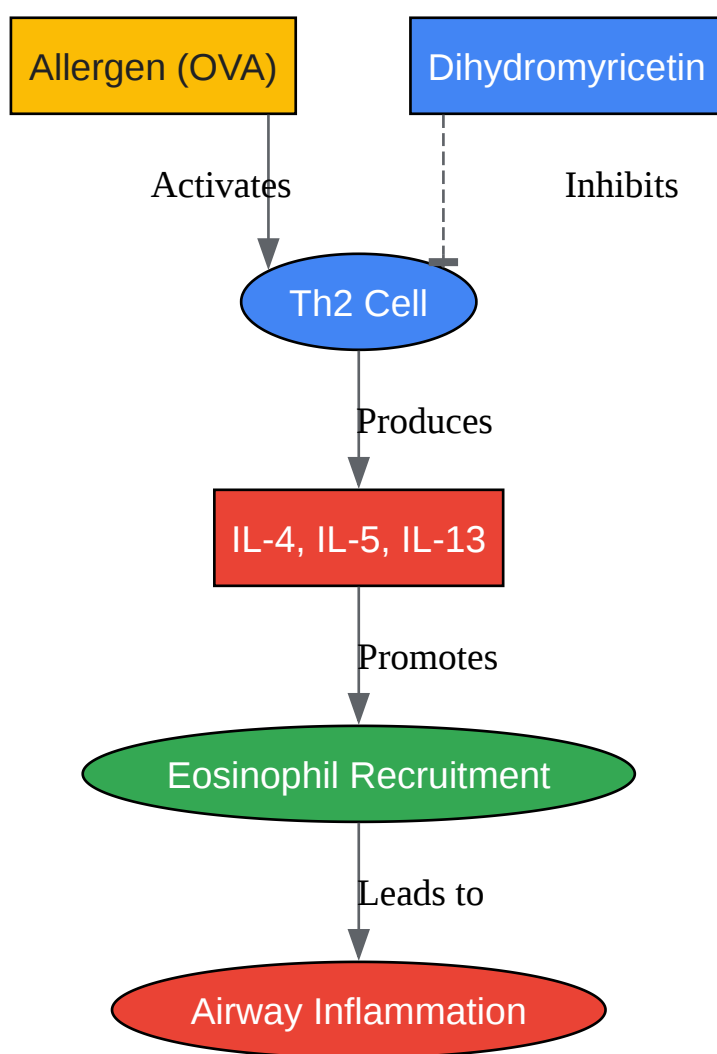 Allergen (OVA)
Dihydromyricetin
Activates
Inhibits
Th2 Cell
Produces
IL-4, IL-5, IL-13
Promotes
Eosinophil Recruitment
Leads to
Airway Inflammation